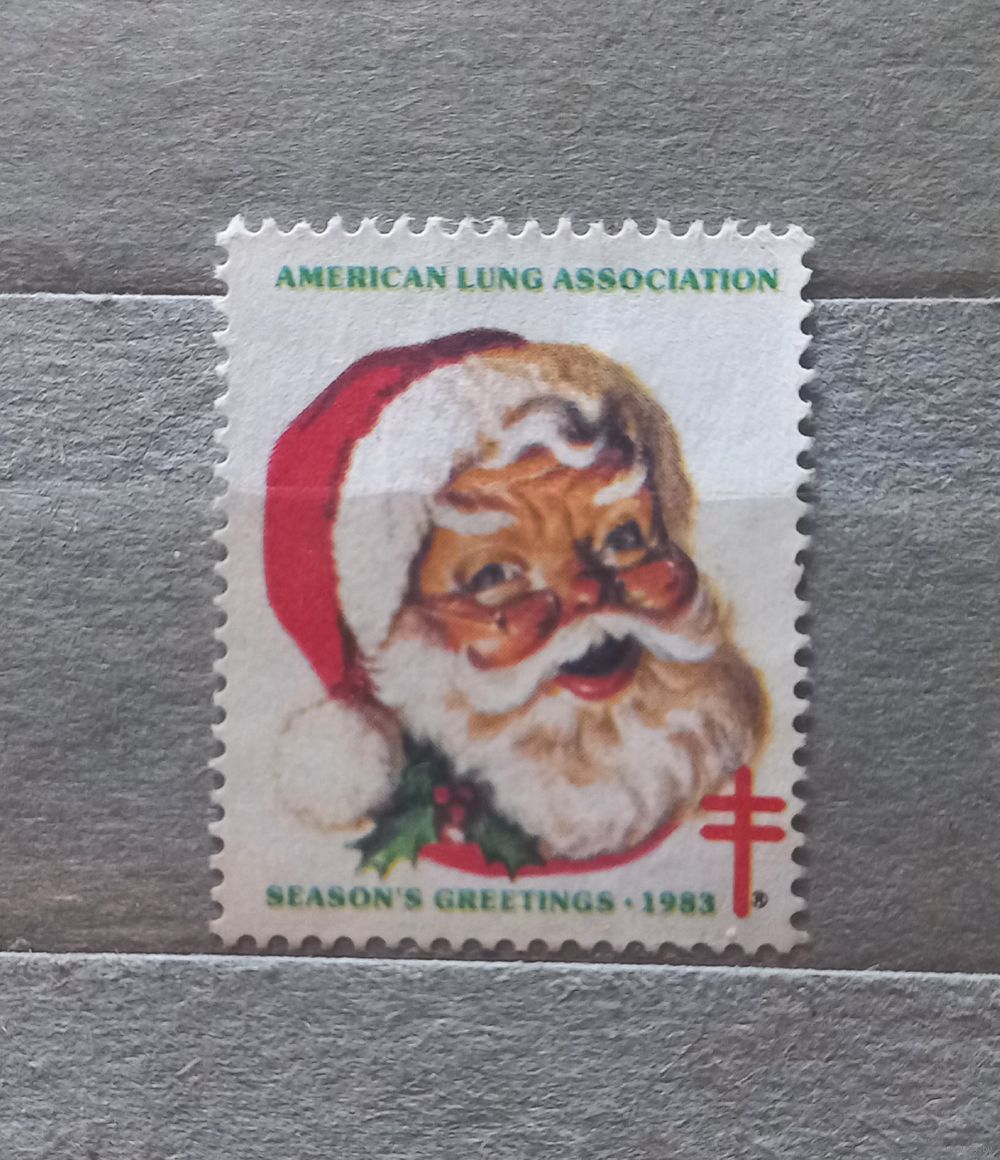 AMERICAN LUNG ASSOCIATION
SEASON'S GREETINGS · 1983
®